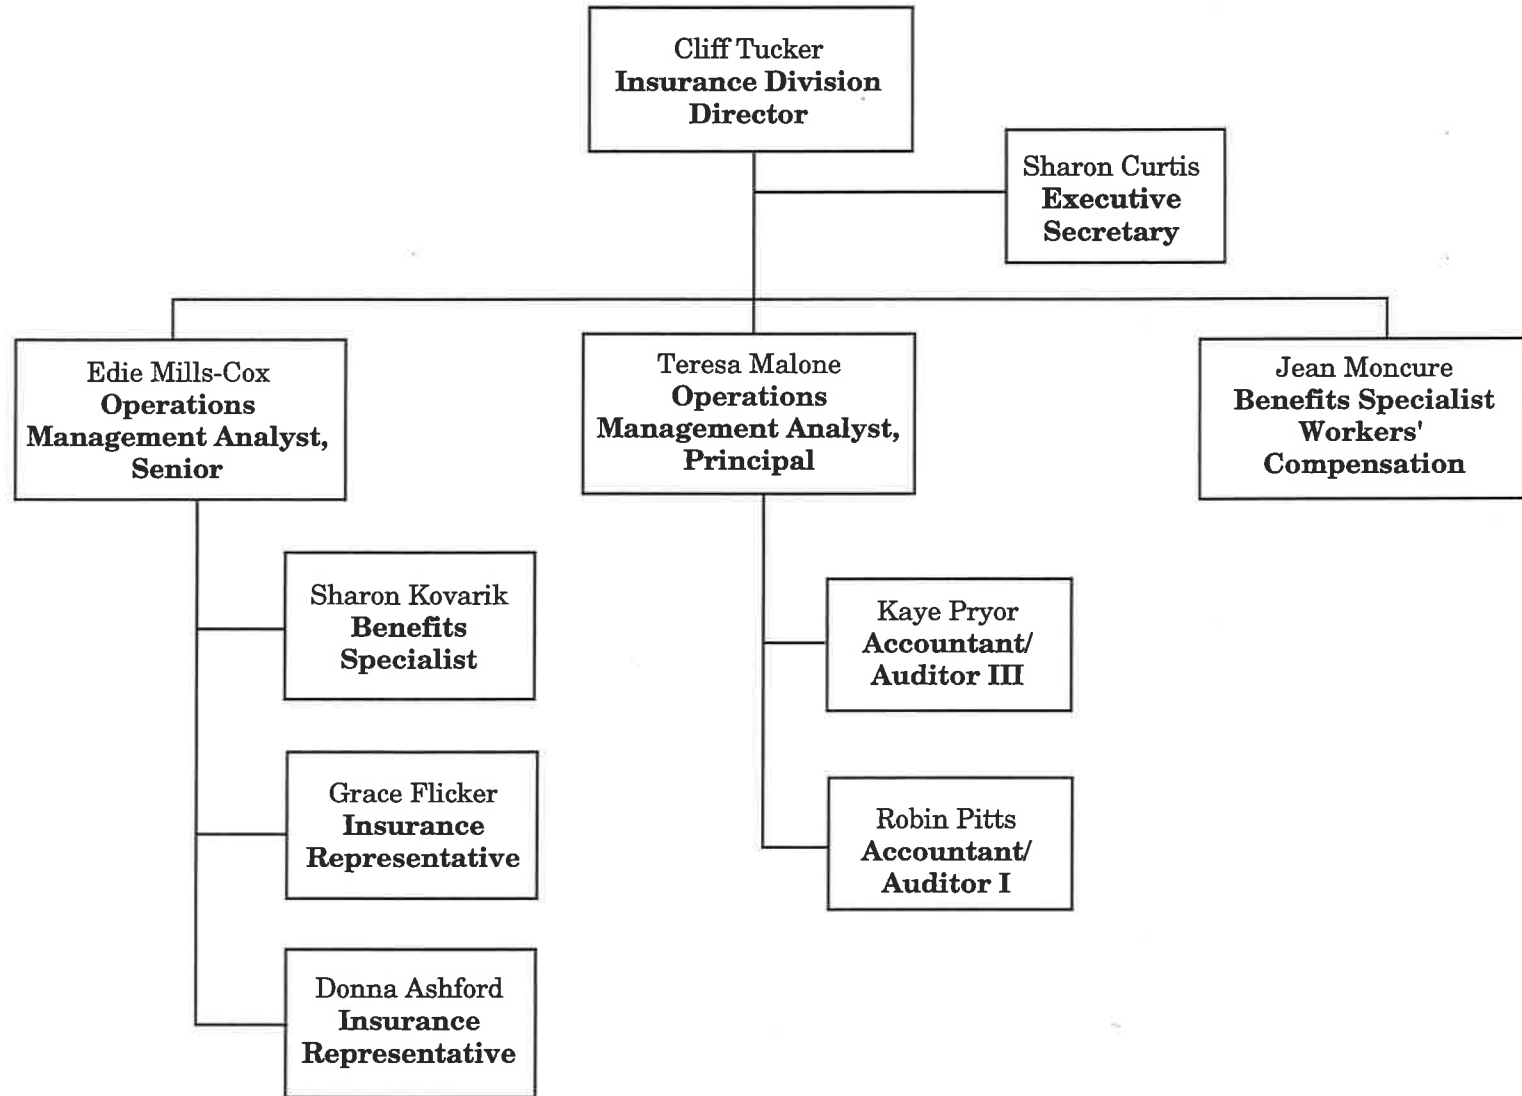 Cliff Tucker
Insurance Division
Director
Sharon Curtis
Executive
Secretary
Edie Mills-Cox
Operations
Management Analyst,
Senior
Teresa Malone
Operations
Management Analyst,
Principal
Jean Moncure
Benefits Specialist
Workers'
Compensation
Sharon Kovarik
Benefits
Specialist
Grace Flicker
Insurance
Representative
Donna Ashford
Insurance
Representative
Kaye Pryor
Accountant/
Auditor III
Robin Pitts
Accountant/
Auditor I